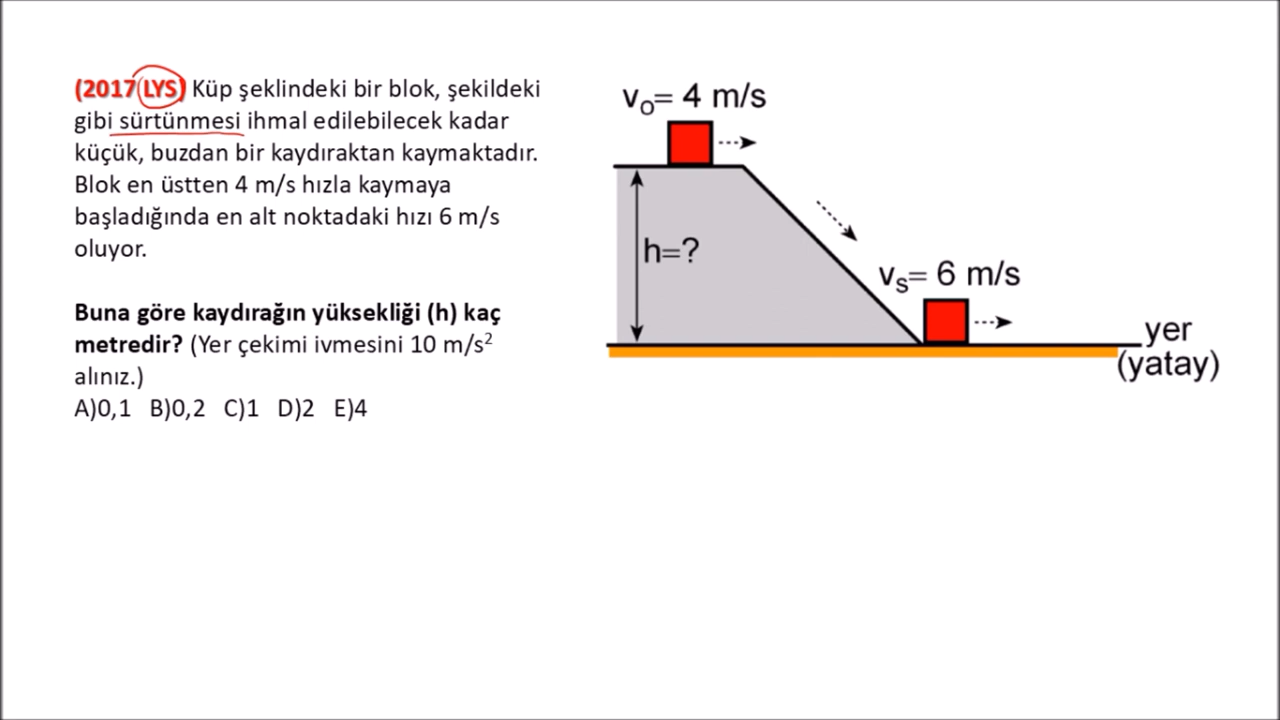 (2017 LYS) Küp şeklindeki bir blok, şekildeki
gibi sürtünmesi ihmal edilebilecek kadar
küçük, buzdan bir kaydıraktan kaymaktadır.
Blok en üstten 4 m/s hızla kaymaya
başladığında en alt noktadaki hızı 6 m/s
oluyor.
Buna göre kaydırağın yüksekliği (h) kaç
metredir? (Yer çekimi ivmesini 10 m/s²
alınız.)
A)0,1 B)0,2 C)1 D)2 E)4
v₀= 4 m/s
h=?
vₛ= 6 m/s
yer
(yatay)